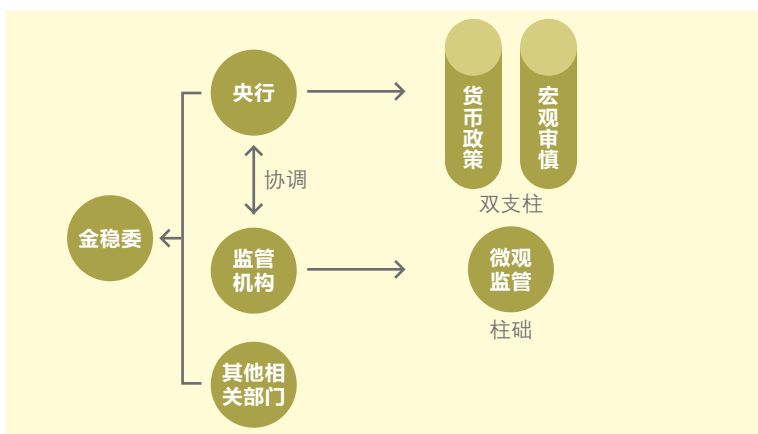 央行
货币政策
宏观审慎
协调
双支柱
金稳委
监管
机构
微观
监管
柱础
其他相
关部门